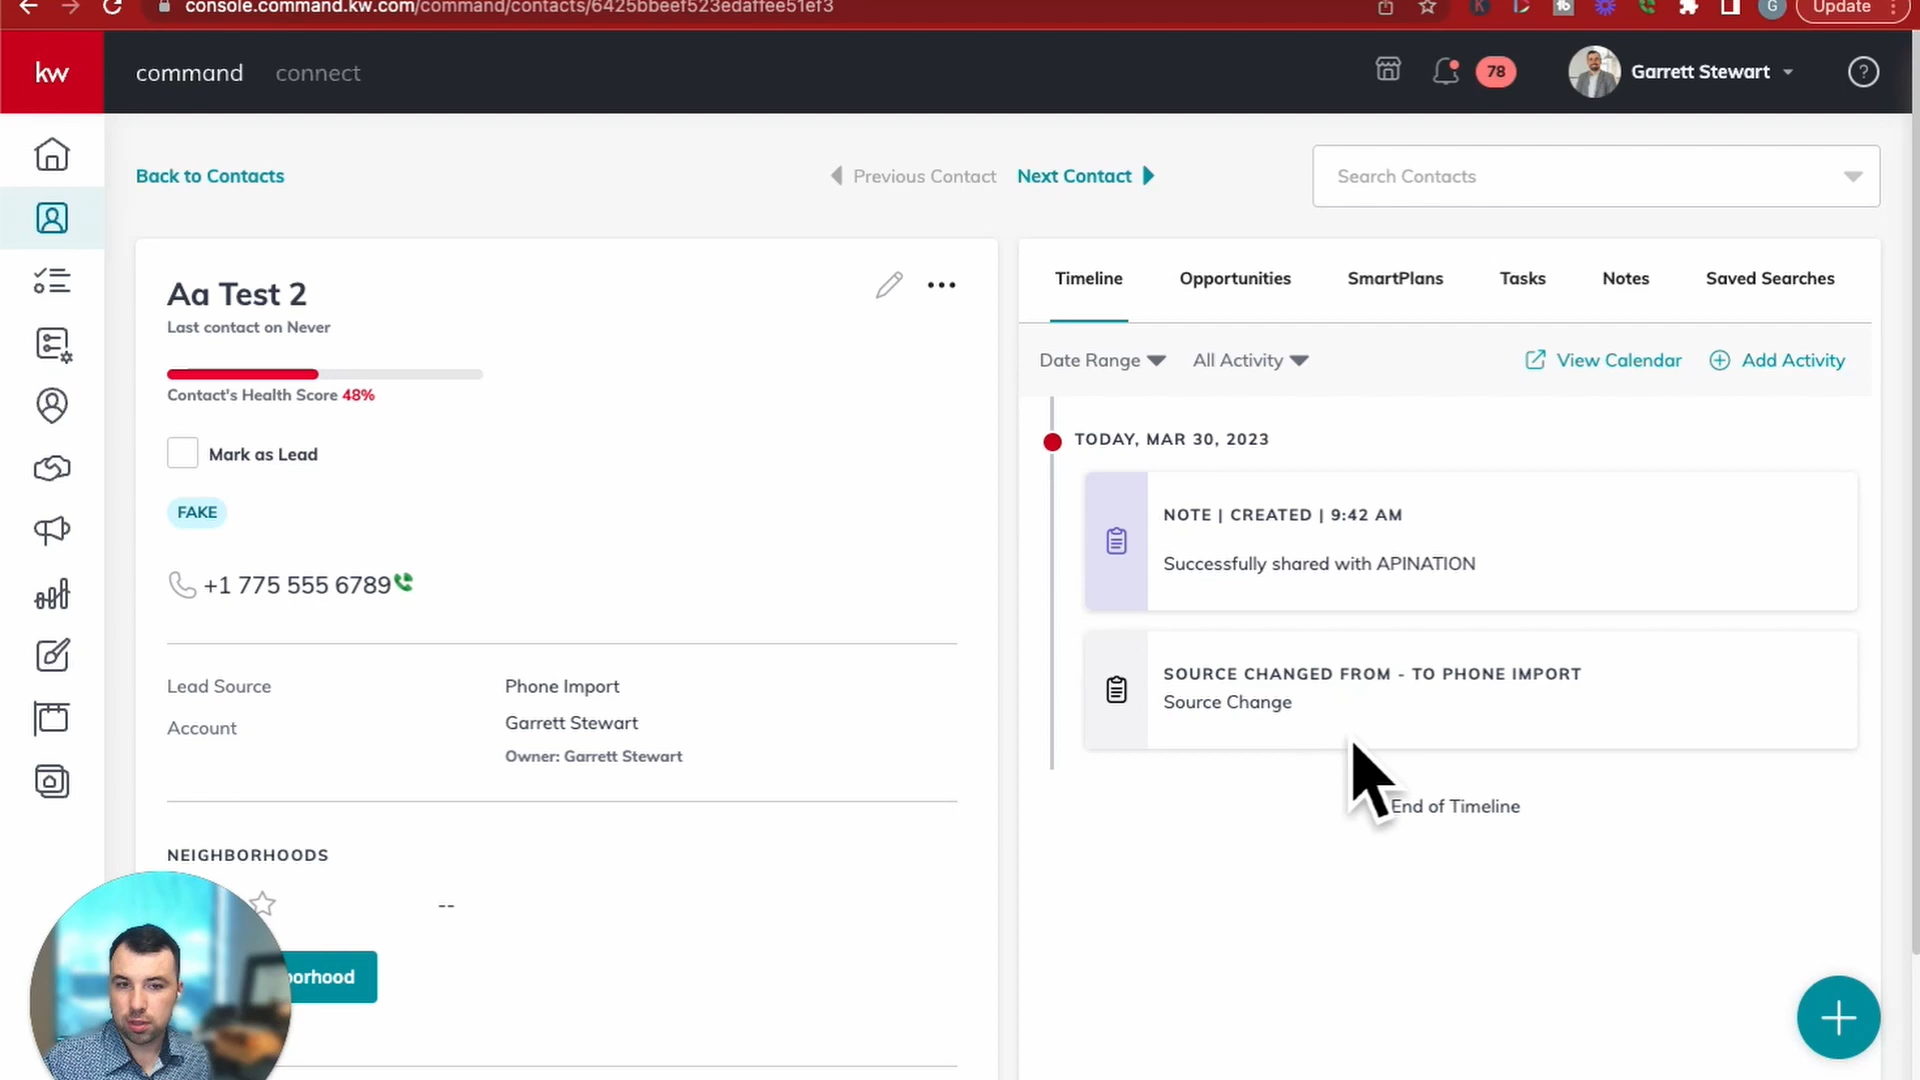 console.command.kw.com/command/contacts/6425bbeef523edaffee51ef3
G
Update
kw
command
connect
78
Garrett Stewart
?
Back to Contacts
Previous Contact
Next Contact
Search Contacts
Aa Test 2
Last contact on Never
Contact's Health Score 48%
Mark as Lead
FAKE
+1 775 555 6789
Lead Source
Phone Import
Account
Garrett Stewart
Owner: Garrett Stewart
NEIGHBORHOODS
--
orhood
Timeline
Opportunities
SmartPlans
Tasks
Notes
Saved Searches
Date Range
All Activity
View Calendar
Add Activity
TODAY, MAR 30, 2023
NOTE | CREATED | 9:42 AM
Successfully shared with APINATION
SOURCE CHANGED FROM - TO PHONE IMPORT
Source Change
End of Timeline